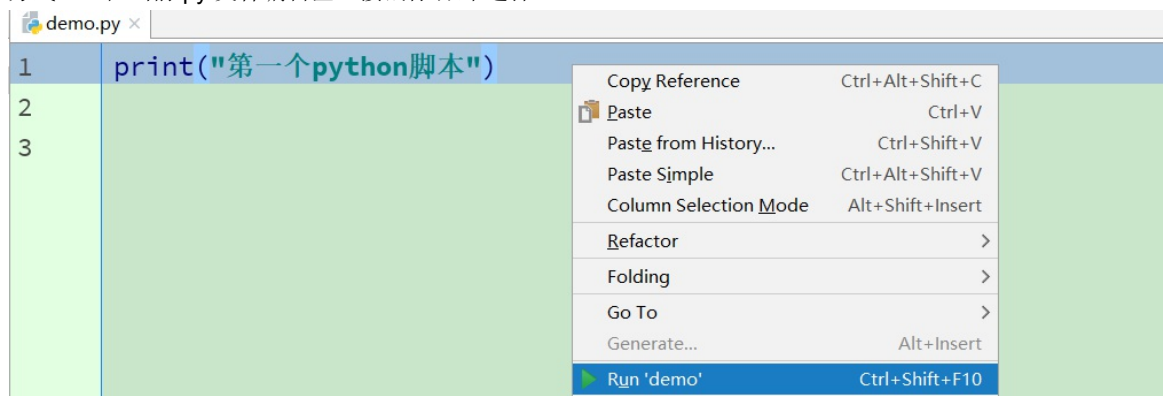 demo.py
1 print("第一个python脚本")
2
3
Copy Reference Ctrl+Alt+Shift+C
Paste Ctrl+V
Paste from History... Ctrl+Shift+V
Paste Simple Ctrl+Alt+Shift+V
Column Selection Mode Alt+Shift+Insert
Refactor
Folding
Go To
Generate... Alt+Insert
Run 'demo' Ctrl+Shift+F10